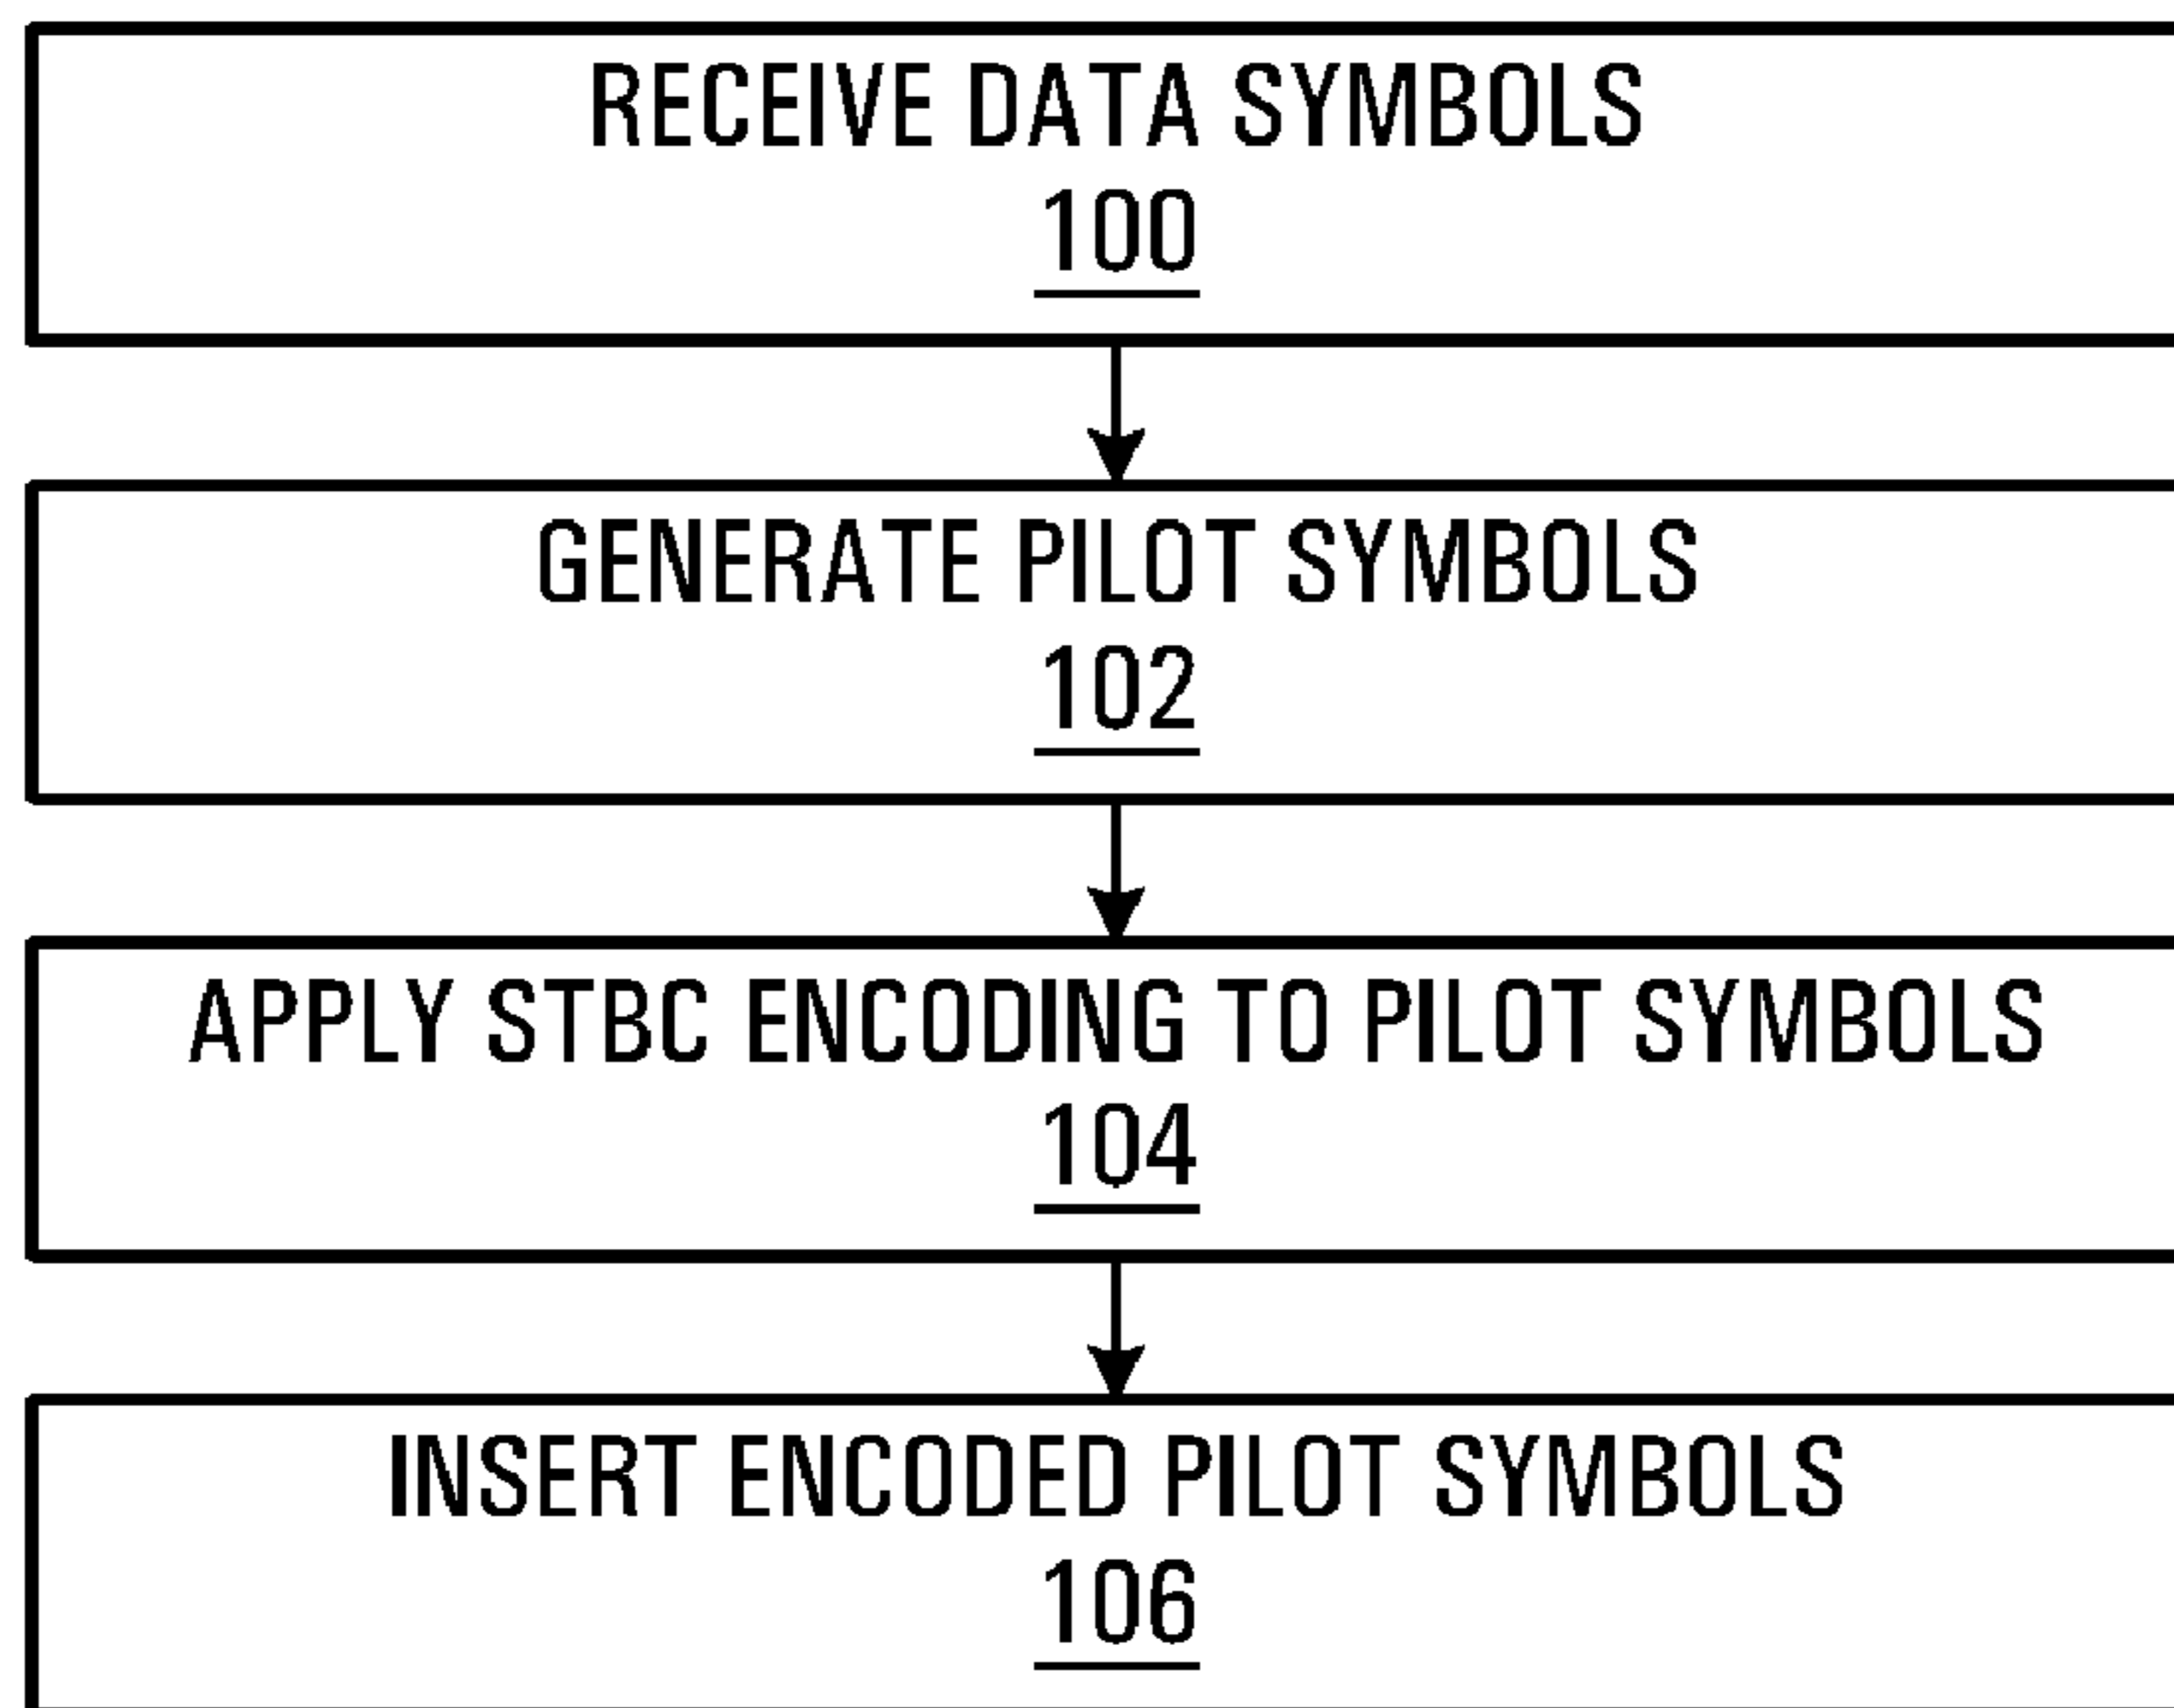 RECEIVE DATA SYMBOLS
100
GENERATE PILOT SYMBOLS
102
APPLY STBC ENCODING TO PILOT SYMBOLS
104
INSERT ENCODED PILOT SYMBOLS
106